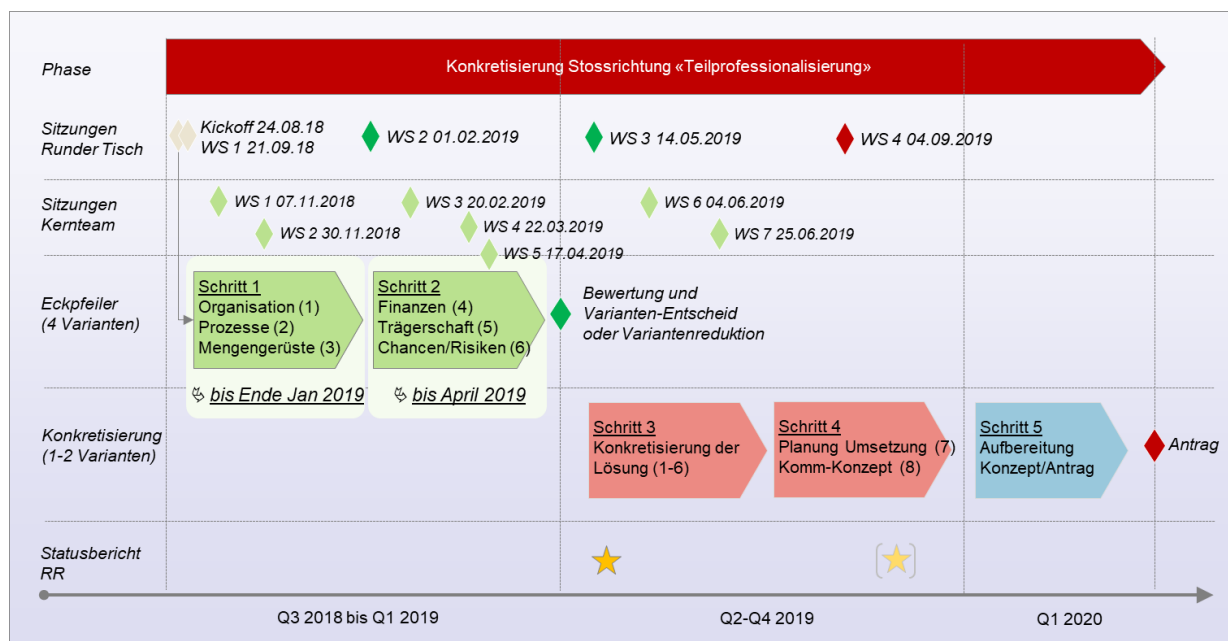 Phase
Konkretisierung Stossrichtung «Teilprofessionalisierung»
Sitzungen
Runder Tisch
Kickoff 24.08.18
WS 1 21.09.18
WS 2 01.02.2019
WS 3 14.05.2019
WS 4 04.09.2019
Sitzungen
Kernteam
WS 1 07.11.2018
WS 2 30.11.2018
WS 3 20.02.2019
WS 4 22.03.2019
WS 5 17.04.2019
WS 6 04.06.2019
WS 7 25.06.2019
Eckpfeiler
(4 Varianten)
Schritt 1
Organisation (1)
Prozesse (2)
Mengengerüste (3)
bis Ende Jan 2019
Schritt 2
Finanzen (4)
Trägerschaft (5)
Chancen/Risiken (6)
bis April 2019
Bewertung und
Varianten-Entscheid
oder Variantenreduktion
Konkretisierung
(1-2 Varianten)
Schritt 3
Konkretisierung der
Lösung (1-6)
Schritt 4
Planung Umsetzung (7)
Komm-Konzept (8)
Schritt 5
Aufbereitung
Konzept/Antrag
Antrag
Statusbericht
RR
Q3 2018 bis Q1 2019
Q2-Q4 2019
Q1 2020